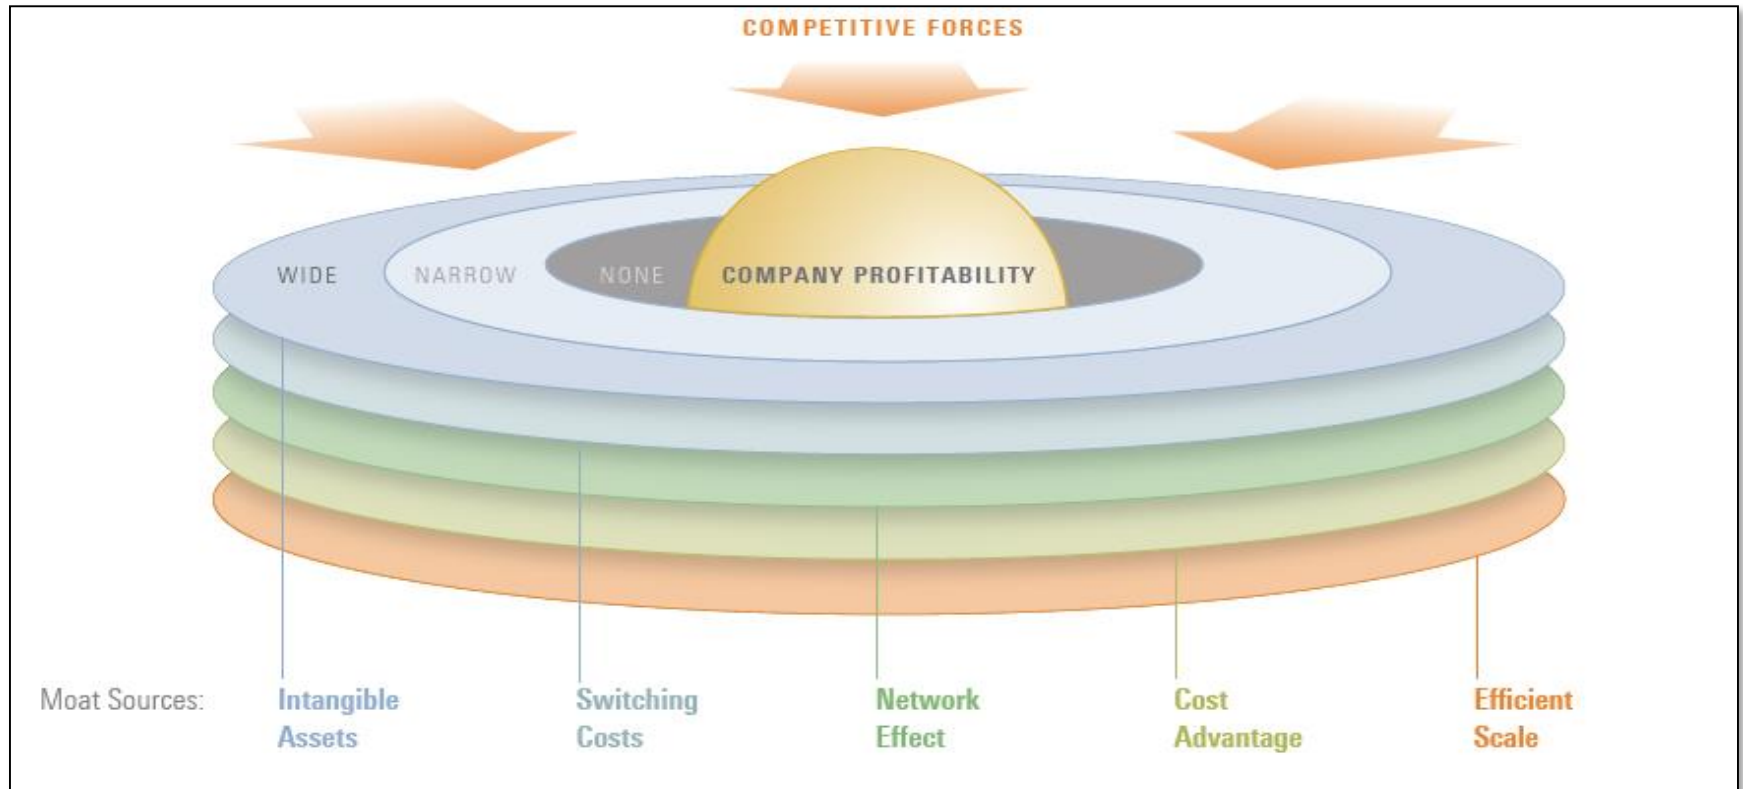 COMPETITIVE FORCES
WIDE
NARROW
NONE
COMPANY PROFITABILITY
Moat Sources:
Intangible
Assets
Switching
Costs
Network
Effect
Cost
Advantage
Efficient
Scale